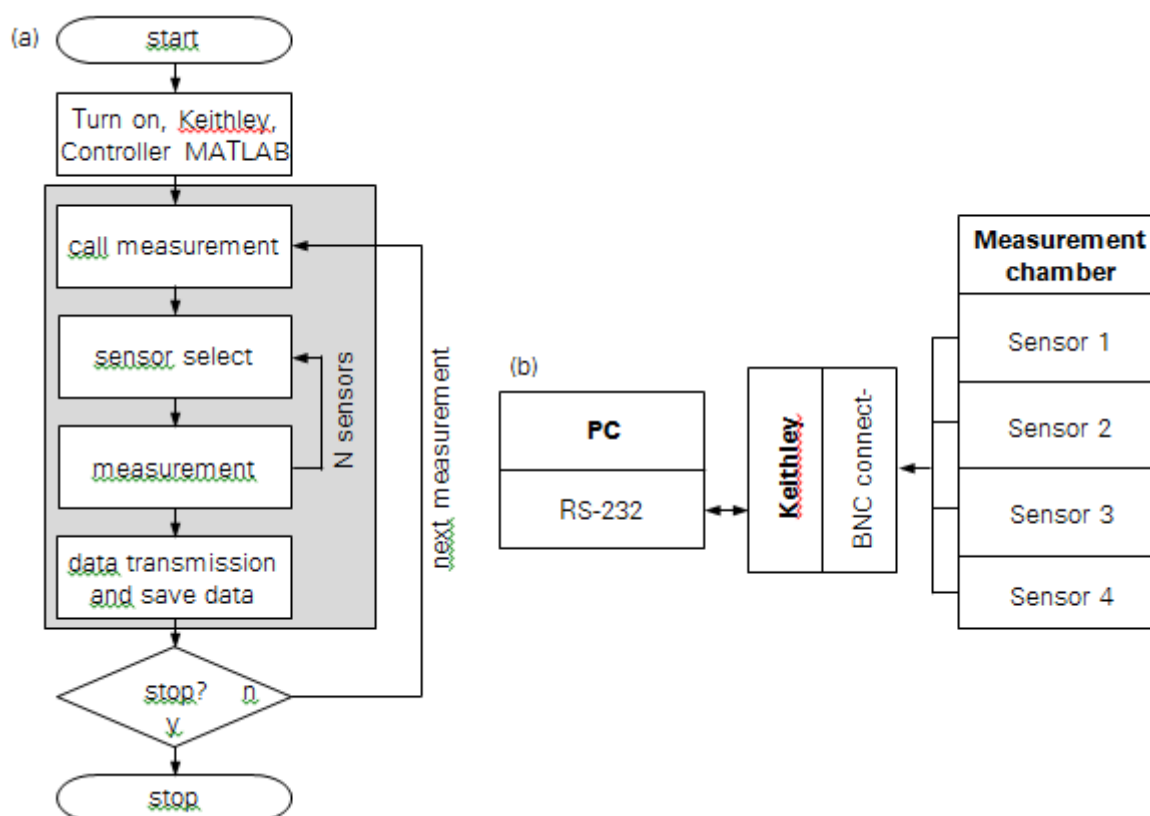 (a)
start
Turn on, Keithley,
Controller MATLAB
call measurement
sensor select
measurement
N sensors
data transmission
and save data
next measurement
stop?
n
y
stop
(b)
PC
RS-232
Keithley
BNC connect-
Measurement
chamber
Sensor 1
Sensor 2
Sensor 3
Sensor 4